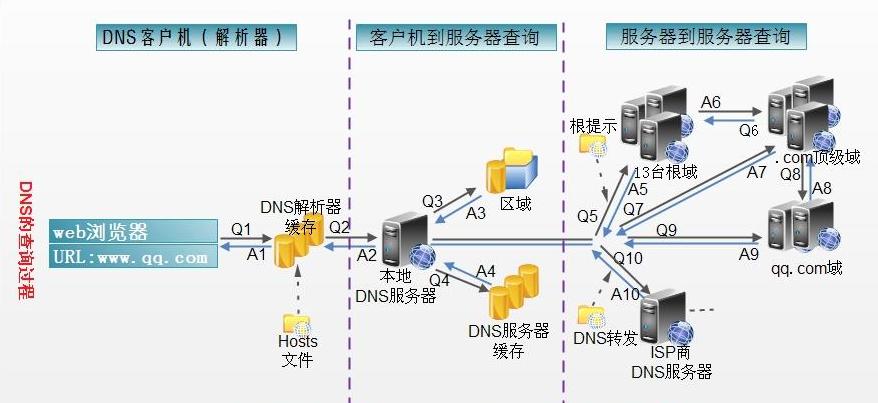 DNS客户机（解析器）
客户机到服务器查询
服务器到服务器查询
DNS的查询过程
web浏览器
URL:www.qq.com
Q1
A1
DNS解析器
缓存
Hosts
文件
Q2
A2
本地
DNS服务器
Q3
A3
区域
Q4
A4
DNS服务器
缓存
根提示
Q5
A5
13台根域
A6
Q6
.com顶级域
Q7
A7
Q8
A8
Q9
A9
qq.com域
Q10
A10
DNS转发
ISP商
DNS服务器